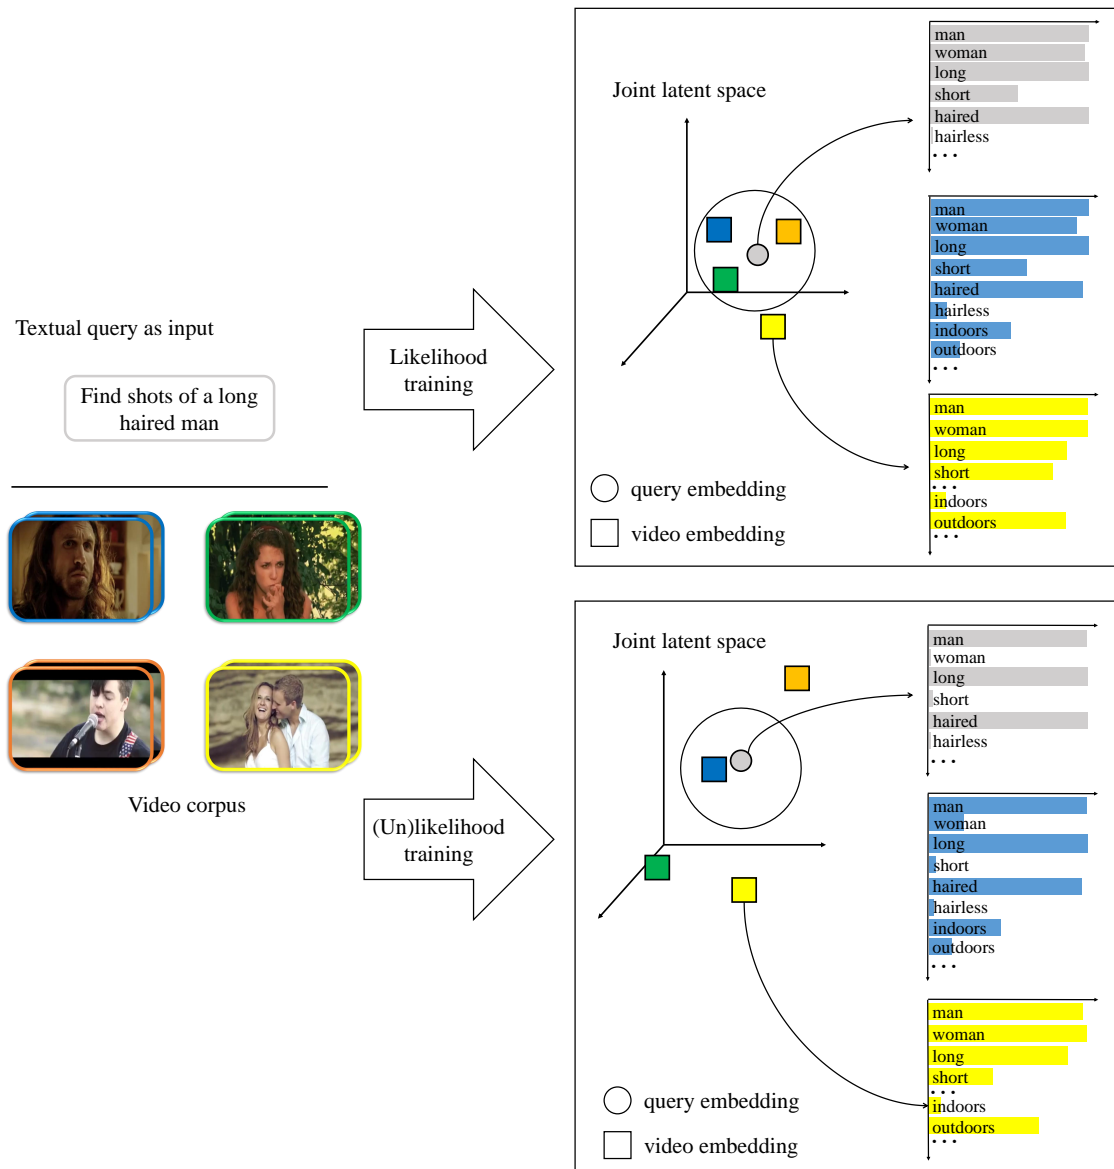 Textual query as input
Find shots of a long
haired man
Video corpus
Likelihood
training
(Un)likelihood
training
Joint latent space
query embedding
video embedding
man
woman
long
short
haired
hairless
...
man
woman
long
short
haired
hairless
indoors
outdoors
...
man
woman
long
short
...
indoors
outdoors
...
Joint latent space
query embedding
video embedding
man
woman
long
short
haired
hairless
...
man
woman
long
short
haired
hairless
indoors
outdoors
...
man
woman
long
short
...
indoors
outdoors
...